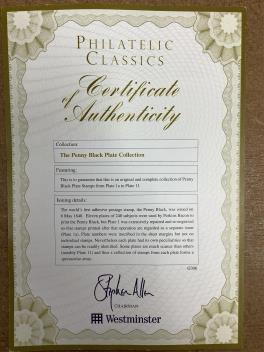 PHILATELIC
CLASSICS
Certificate
of
Authenticity
Collection:
The Penny Black Plate Collection
Featuring:
This is to guarantee that this is an original and complete collection of Penny
Black Plate Stamps from Plate 1a to Plate 11
Issuing details:
The world's first adhesive postage stamp, the Penny Black, was issued on
6 May 1840. Eleven plates of 240 subjects were used by Perkins Bacon to
print the Penny Black, but Plate 1 was extensively repaired and re-engraved
so that stamps printed after that operation are regarded as a separate issue
(Plate 1a). Plate numbers were inscribed in the sheet margins but not on
individual stamps. Nevertheless each plate had its own peculiarities so that
stamps can be readily identified. Some plates are much scarcer than others
(notably Plate 11) and thus a collection of stamps from each plate forms a
Stephen Allen
CHAIRMAN
Westminster